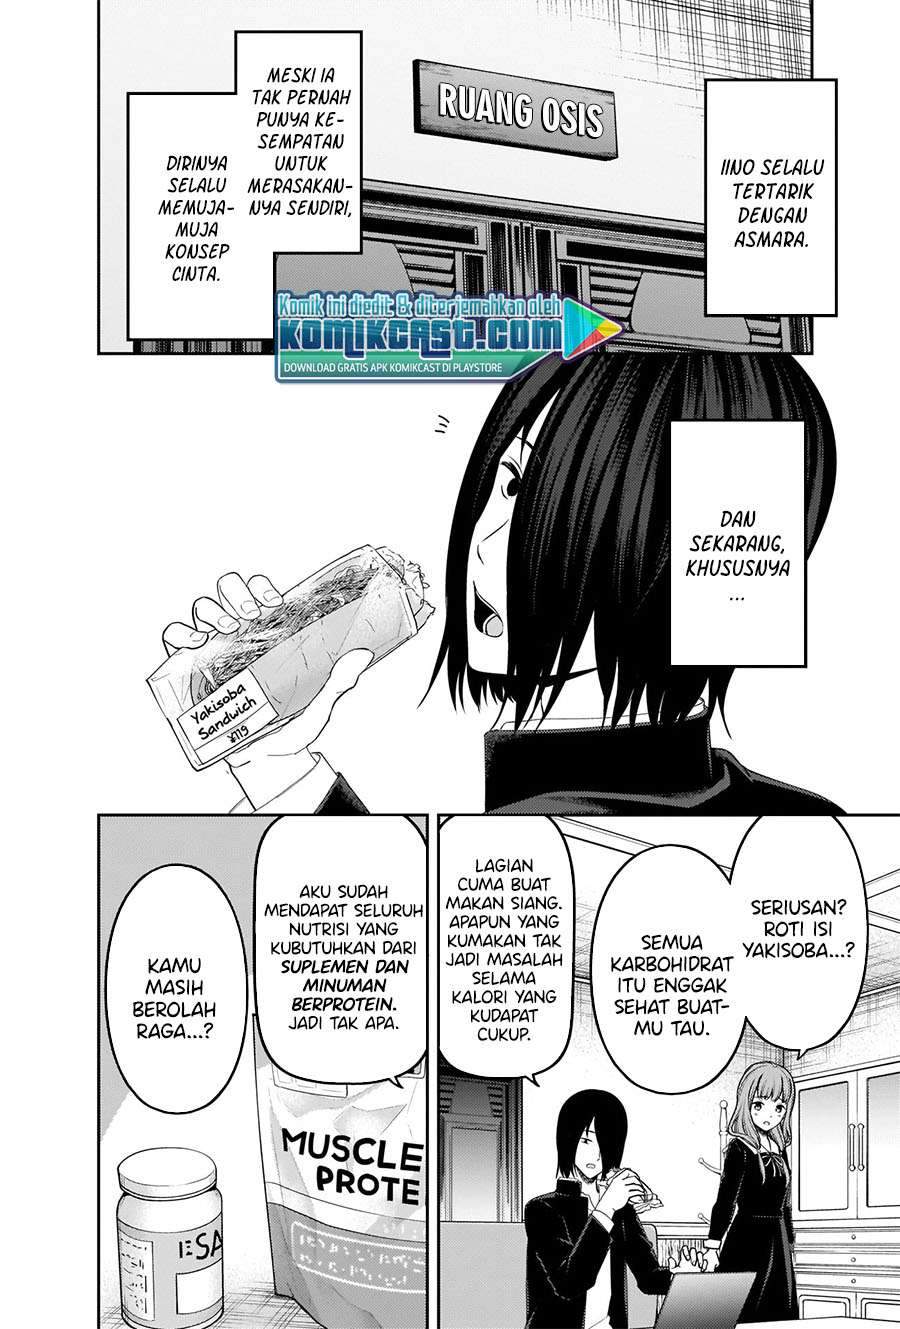 RUANG OSIS
IINO SELALU
TERTARIK
DENGAN
ASMARA.
MESKI IA
TAK PERNAH
PUNYA KE-
SEMPATAN
UNTUK
MERASAKAN-
NYA SENDIRI,
DIRINYA
SELALU
MEMUJA-
MUJA
KONSEP
CINTA.
Komik ini diedit & diterjemahkan oleh
KOMIKCAST.COM
DOWNLOAD GRATIS APK KOMIKCAST DI PLAYSTORE
DAN
SEKARANG,
KHUSUSNYA
...
Yakisoba
Sandwich
¥119
SERIUSAN?
ROTI ISI
YAKISOBA...?
SEMUA
KARBOHIDRAT
ITU ENGGAK
SEHAT BUAT-
MU TAU.
LAGIAN
CUMA BUAT
MAKAN SIANG.
APAPUN YANG
KUMAKAN TAK
JADI MASALAH
SELAMA
KALORI YANG
KUDAPAT
CUKUP.
AKU SUDAH
MENDAPAT SELURUH
NUTRISI YANG
KUBUTUHKAN DARI
SUPLEMEN DAN
MINUMAN
BERPROTEIN.
JADI TAK APA.
KAMU
MASIH
BEROLAH
RAGA...?
MUSCLE
PROTE